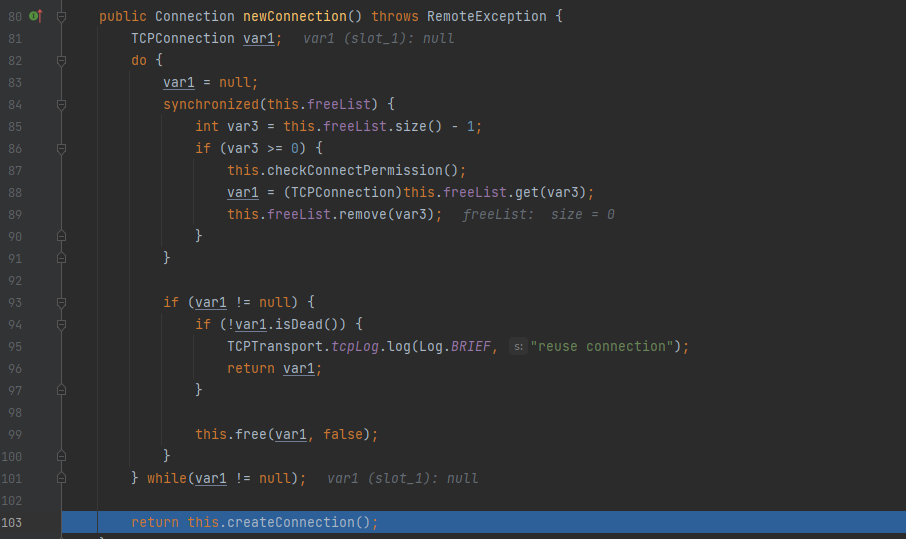 80 public Connection newConnection() throws RemoteException {
81 TCPConnection var1; var1 (slot_1): null
82 do {
83 var1 = null;
84 synchronized(this.freeList) {
85 int var3 = this.freeList.size() - 1;
86 if (var3 >= 0) {
87 this.checkConnectPermission();
88 var1 = (TCPConnection)this.freeList.get(var3);
89 this.freeList.remove(var3); freeList: size = 0
90 }
91 }
92
93 if (var1 != null) {
94 if (!var1.isDead()) {
95 TCPTransport.tcpLog.log(Log.BRIEF, s: "reuse connection");
96 return var1;
97 }
98
99 this.free(var1, false);
100 }
101 } while(var1 != null); var1 (slot_1): null
102
103 return this.createConnection();